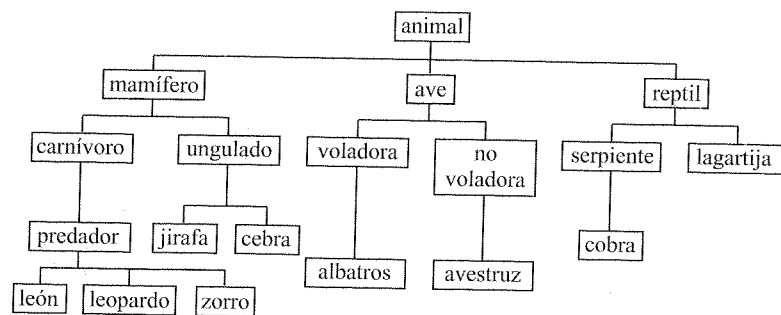 animal
mamífero
ave
reptil
carnívoro
ungulado
voladora
no
voladora
serpiente
lagartija
predador
jirafa
cebra
albatros
avestruz
cobra
león
leopardo
zorro